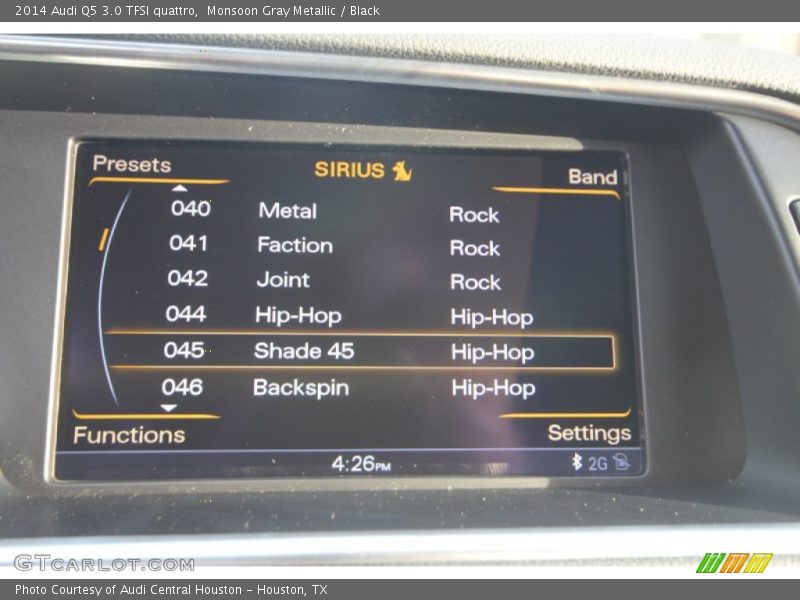 2014 Audi Q5 3.0 TFSI quattro,  Monsoon Gray Metallic / Black
Presets SIRIUS Band
040 Metal Rock
041 Faction Rock
042 Joint Rock
044 Hip-Hop Hip-Hop
045 Shade 45 Hip-Hop
046 Backspin Hip-Hop
Functions Settings
4:26PM 2G
GTCARLOT.COM
Photo Courtesy of Audi Central Houston - Houston, TX